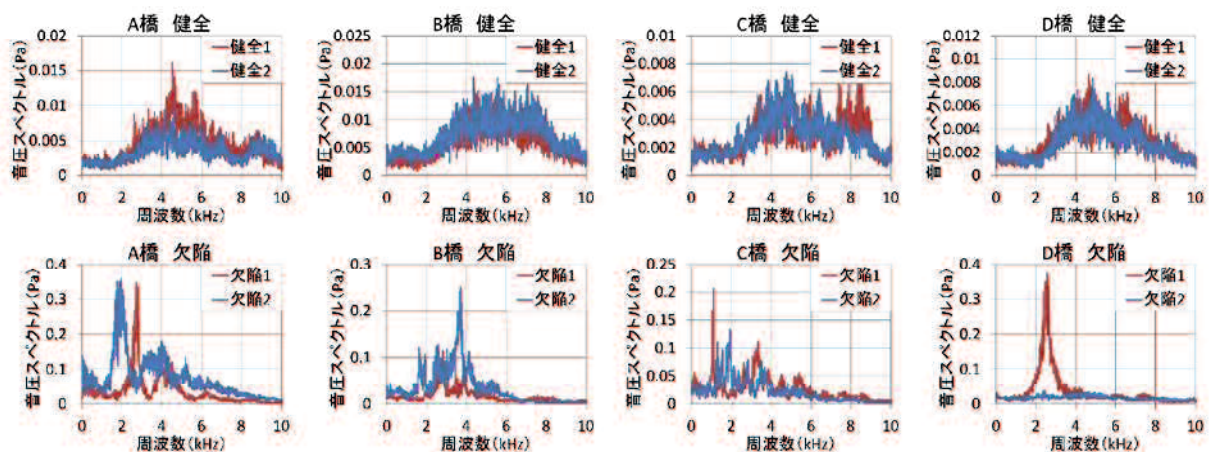 A橋 健全
音圧スペクトル(Pa)
0.02
0.015
0.01
0.005
0
健全1
健全2
0 2 4 6 8 10
周波数(kHz)
B橋 健全
音圧スペクトル(Pa)
0.025
0.02
0.015
0.01
0.005
0
健全1
健全2
0 2 4 6 8 10
周波数(kHz)
C橋 健全
音圧スペクトル(Pa)
0.01
0.008
0.006
0.004
0.002
0
健全1
健全2
0 2 4 6 8 10
周波数(kHz)
D橋 健全
音圧スペクトル(Pa)
0.012
0.01
0.008
0.006
0.004
0.002
0
健全1
健全2
0 2 4 6 8 10
周波数(kHz)
A橋 欠陥
音圧スペクトル(Pa)
0.4
0.3
0.2
0.1
0
欠陥1
欠陥2
0 2 4 6 8 10
周波数(kHz)
B橋 欠陥
音圧スペクトル(Pa)
0.3
0.2
0.1
0
欠陥1
欠陥2
0 2 4 6 8 10
周波数(kHz)
C橋 欠陥
音圧スペクトル(Pa)
0.25
0.2
0.15
0.1
0.05
0
欠陥1
欠陥2
0 2 4 6 8 10
周波数(kHz)
D橋 欠陥
音圧スペクトル(Pa)
0.4
0.3
0.2
0.1
0
欠陥1
欠陥2
0 2 4 6 8 10
周波数(kHz)